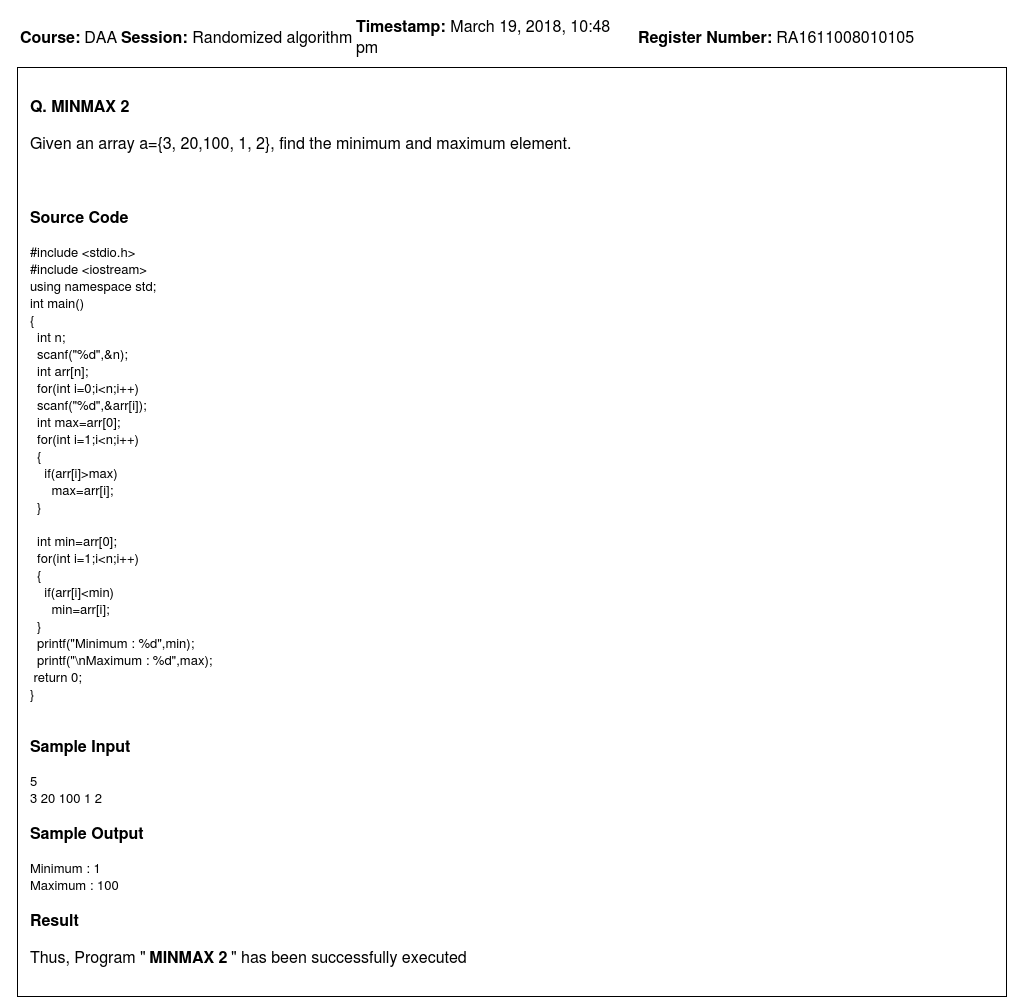 Course: DAA Session: Randomized algorithm Timestamp: March 19, 2018, 10:48 pm Register Number: RA1611008010105
Q. MINMAX 2
Given an array a={3, 20,100, 1, 2}, find the minimum and maximum element.
Source Code
#include <stdio.h>
#include <iostream>
using namespace std;
int main()
{
  int n;
  scanf("%d",&n);
  int arr[n];
  for(int i=0;i<n;i++)
  scanf("%d",&arr[i]);
  int max=arr[0];
  for(int i=1;i<n;i++)
  {
    if(arr[i]>max)
      max=arr[i];
  }
  int min=arr[0];
  for(int i=1;i<n;i++)
  {
    if(arr[i]<min)
      min=arr[i];
  }
  printf("Minimum : %d",min);
  printf("\nMaximum : %d",max);
 return 0;
}
Sample Input
5
3 20 100 1 2
Sample Output
Minimum : 1
Maximum : 100
Result
Thus, Program " MINMAX 2 " has been successfully executed